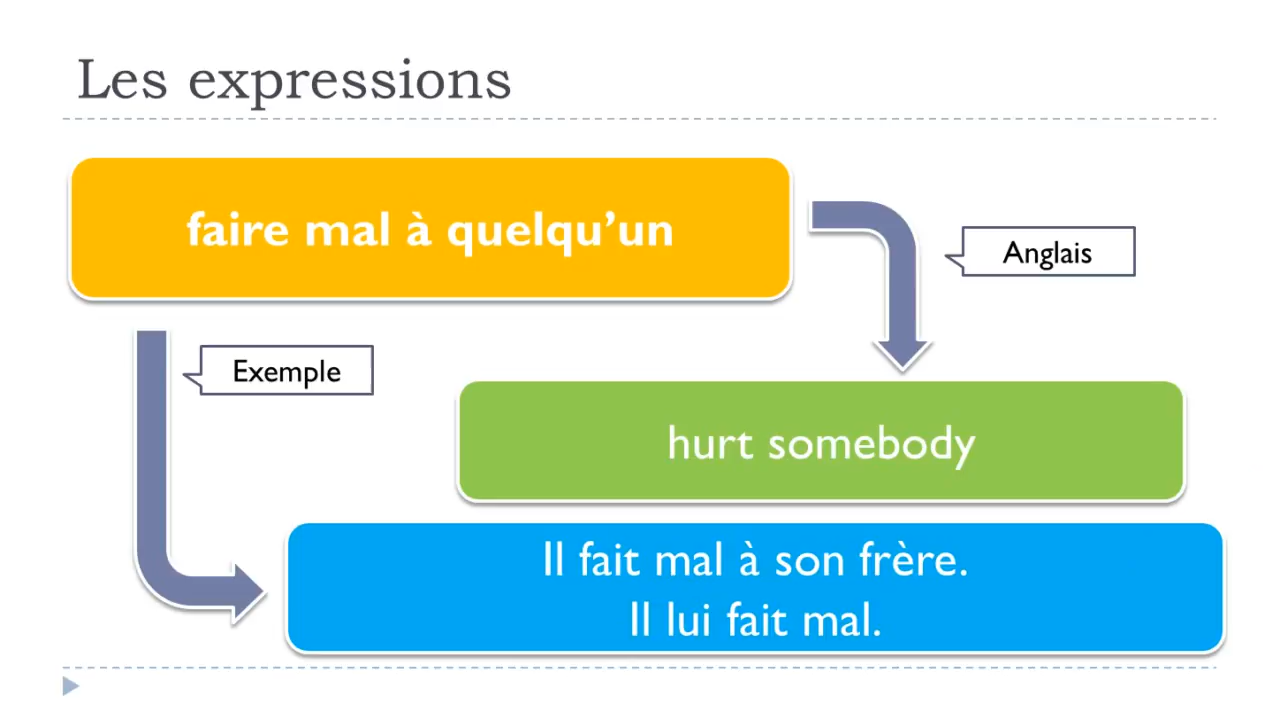 Les expressions
faire mal à quelqu’un
Anglais
Exemple
hurt somebody
Il fait mal à son frère.
Il lui fait mal.